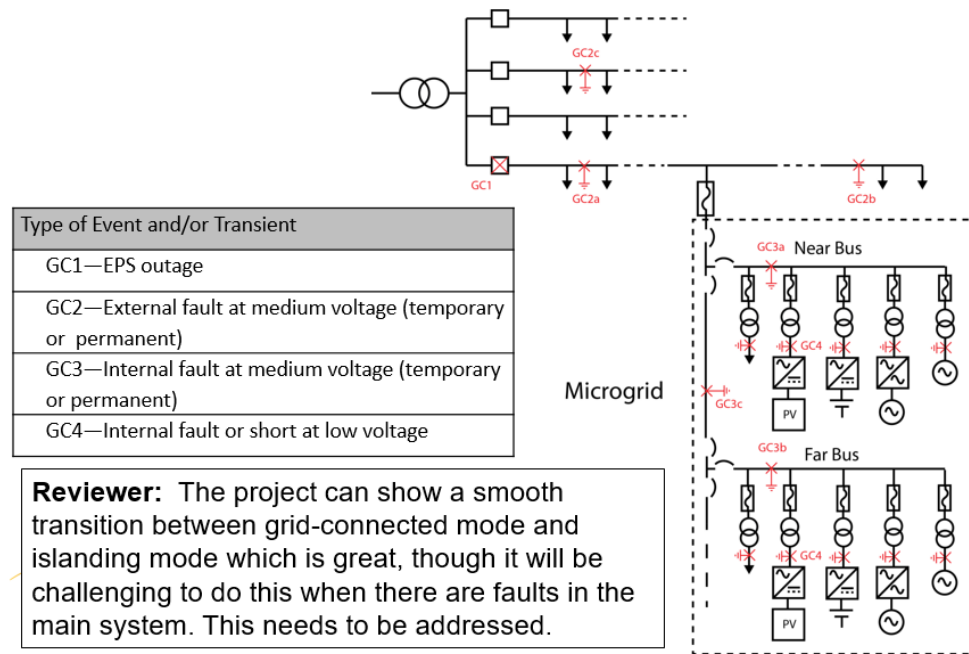 GC2c
GC1
GC2a
GC2b
Type of Event and/or Transient
GC1—EPS outage
GC2—External fault at medium voltage (temporary
or permanent)
GC3—Internal fault at medium voltage (temporary
or permanent)
GC4—Internal fault or short at low voltage
GC3a
Near Bus
GC4
PV
Microgrid
GC3c
GC3b
Far Bus
GC4
PV
Reviewer: The project can show a smooth
transition between grid-connected mode and
islanding mode which is great, though it will be
challenging to do this when there are faults in the
main system. This needs to be addressed.